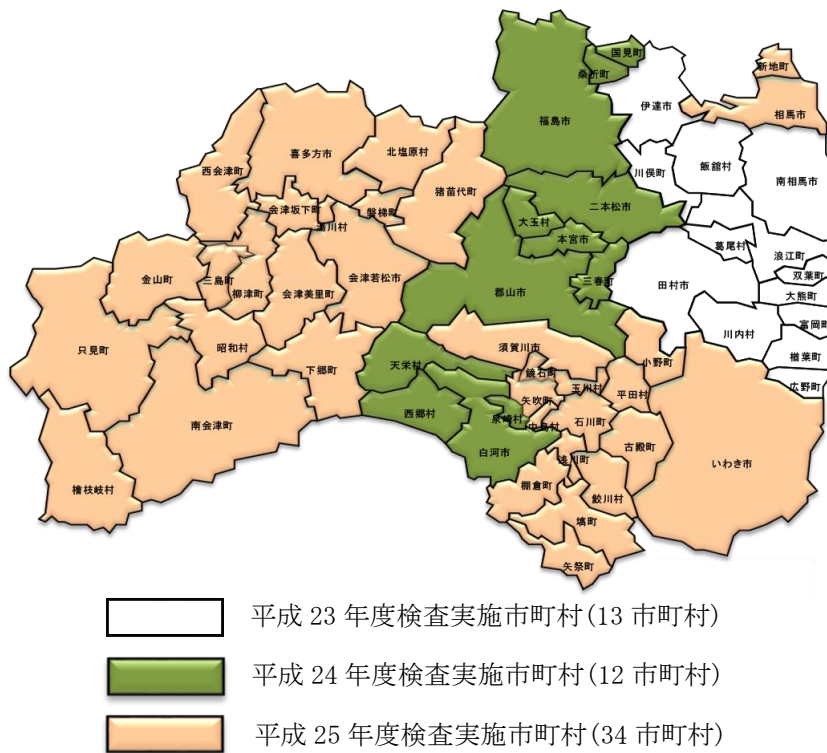 国見町
桑折町
新地町
伊達市
相馬市
福島市
喜多方市
北塩原村
飯舘村
西会津町
川俣町
南相馬市
猪苗代町
二本松市
会津坂下町
磐梯町
大玉村
湯川村
本宮市
葛尾村
浪江町
双葉町
金山町
三島町
柳津町
会津美里町
会津若松市
郡山市
三春町
田村市
大熊町
富岡町
川内村
只見町
昭和村
下郷町
天栄村
須賀川市
小野町
楢葉町
鏡石町
玉川村
平田村
広野町
矢吹町
西郷村
泉崎村
中島村
石川町
南会津町
白河市
古殿町
いわき市
浅川町
檜枝岐村
棚倉町
鮫川村
塙町
矢祭町
平成 23 年度検査実施市町村(13 市町村)
平成 24 年度検査実施市町村(12 市町村)
平成 25 年度検査実施市町村(34 市町村)